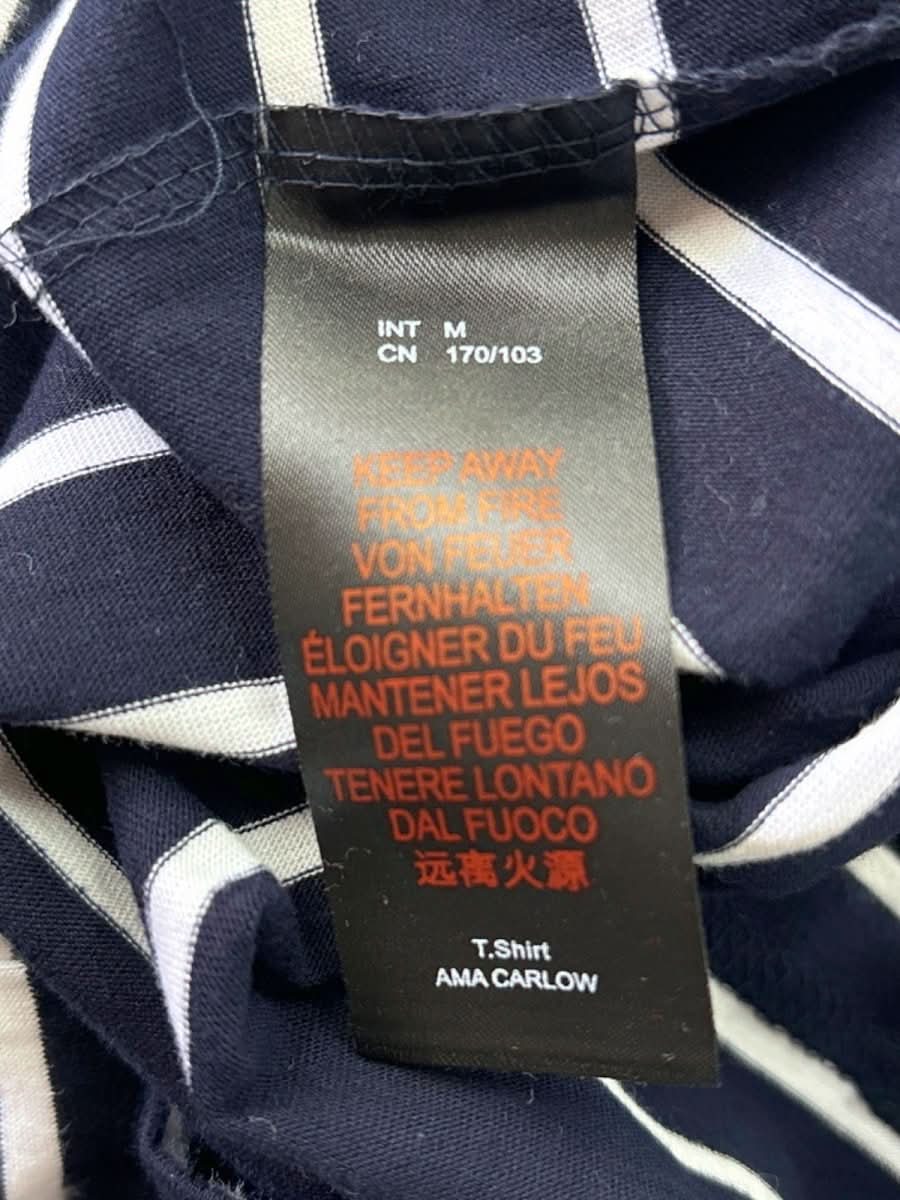 INT M
CN 170/103
KEEP AWAY
FROM FIRE
VON FEUER
FERNHALTEN
ÉLOIGNER DU FEU
MANTENER LEJOS
DEL FUEGO
TENERE LONTANO
DAL FUOCO
远离火源
T.Shirt
AMA CARLOW